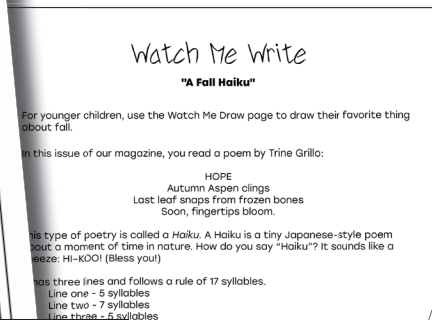 Watch Me Write
"A Fall Haiku"
For younger children, use the Watch Me Draw page to draw their favorite thing
about fall.
In this issue of our magazine, you read a poem by Trine Grillo:
HOPE
Autumn Aspen clings
Last leaf snaps from frozen bones
Soon, fingertips bloom.
type of poetry is called a Haiku. A Haiku is a tiny Japanese-style poem
a moment of time in nature. How do you say “Haiku”? It sounds like a
HI–KOO! (Bless you!)
three lines and follows a rule of 17 syllables.
Line one - 5 syllables
Line two - 7 syllables
Line three - 5 syllables